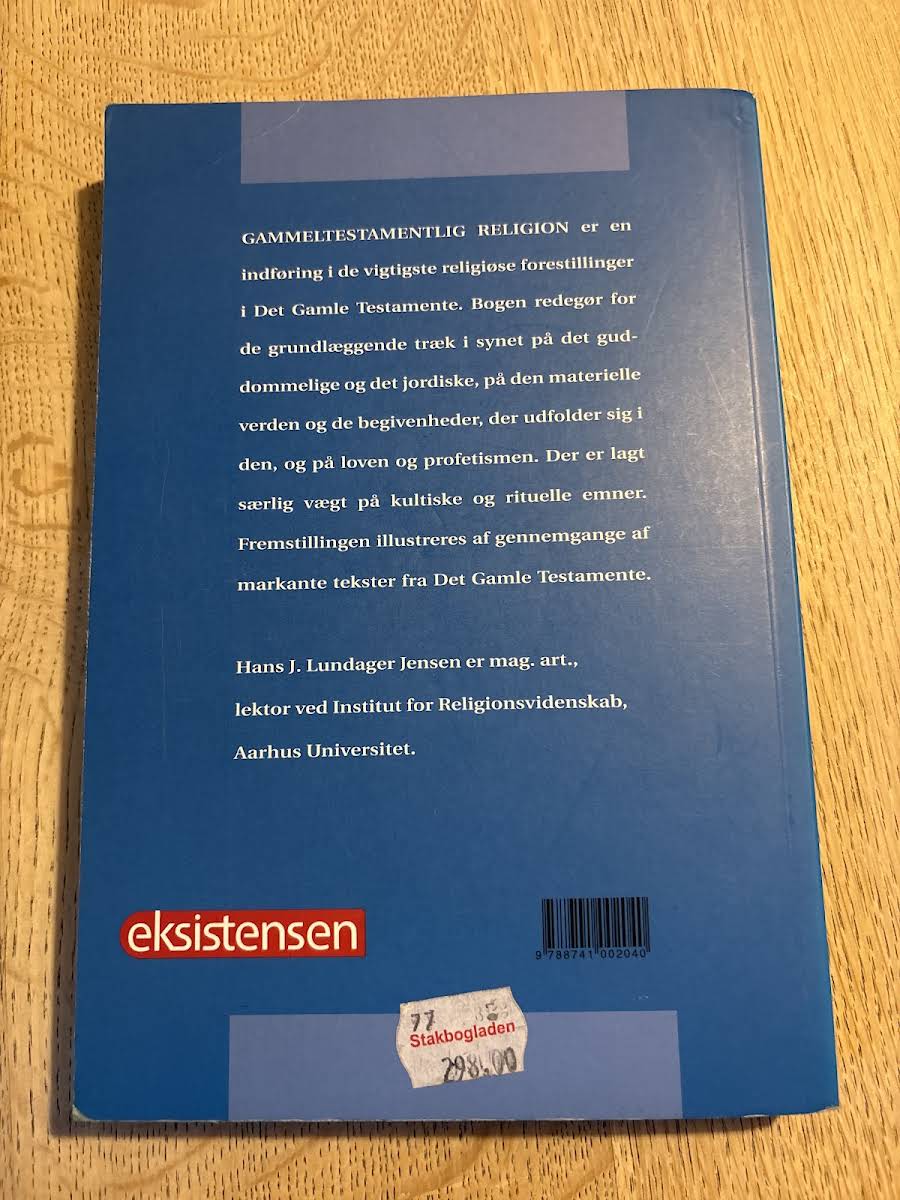 GAMMELTESTAMENTLIG RELIGION er en
indføring i de vigtigste religiøse forestillinger
i Det Gamle Testamente. Bogen redegør for
de grundlæggende træk i synet på det gud-
dommelige og det jordiske, på den materielle
verden og de begivenheder, der udfolder sig i
den, og på loven og profetismen. Der er lagt
særlig vægt på kultiske og rituelle emner.
Fremstillingen illustreres af gennemgange af
markante tekster fra Det Gamle Testamente.
Hans J. Lundager Jensen er mag. art.,
lektor ved Institut for Religionsvidenskab,
Aarhus Universitet.
eksistensen
9 788741 002040
77
Stakbogladen
298.00